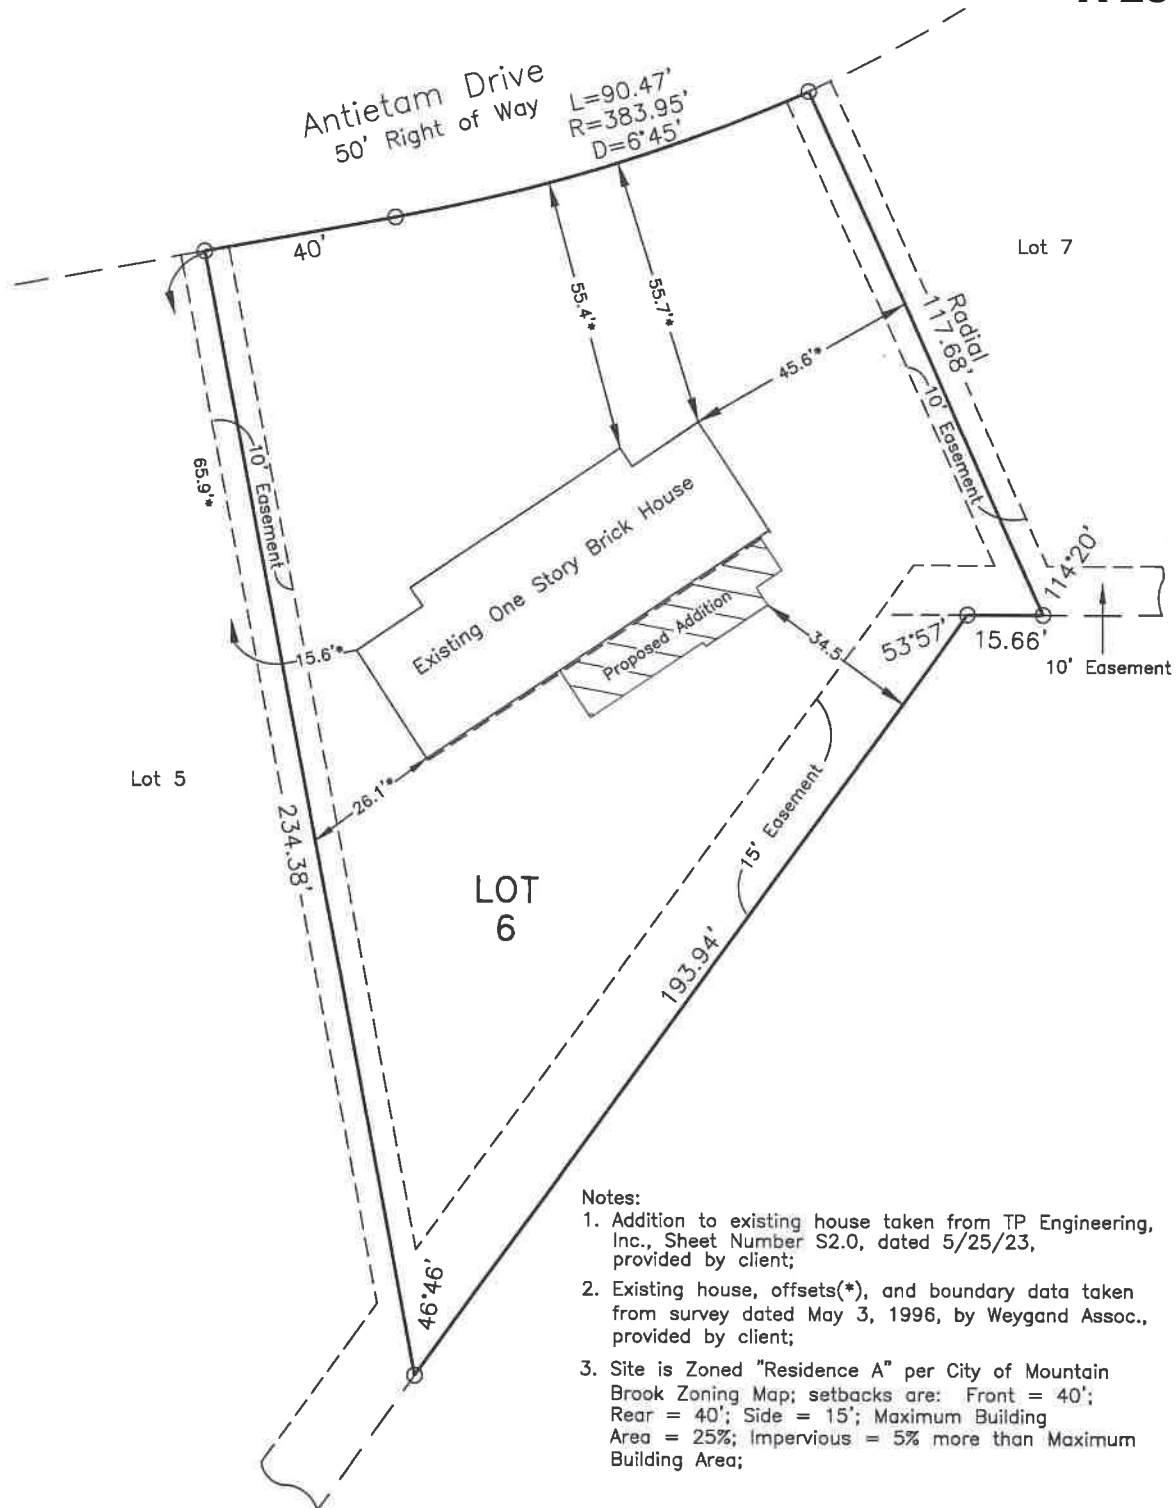 Antietam Drive
50' Right of Way
L=90.47'
R=383.95'
D=6°45'
40'
Lot 7
55.4'*
55.7'*
45.6'*
Radial
117.68'
10' Easement
65.9'*
10' Easement
Existing One Story Brick House
Proposed Addition
15.6'*
34.5
53°57'
15.66'
114°20'
10' Easement
Lot 5
26.1'*
234.38'
15' Easement
LOT
6
193.94'
46°46'
Notes:
1. Addition to existing house taken from TP Engineering,
Inc., Sheet Number S2.0, dated 5/25/23,
provided by client;
2. Existing house, offsets(*), and boundary data taken
from survey dated May 3, 1996, by Weygand Assoc.,
provided by client;
3. Site is Zoned "Residence A" per City of Mountain
Brook Zoning Map; setbacks are: Front = 40';
Rear = 40'; Side = 15'; Maximum Building
Area = 25%; Impervious = 5% more than Maximum
Building Area;